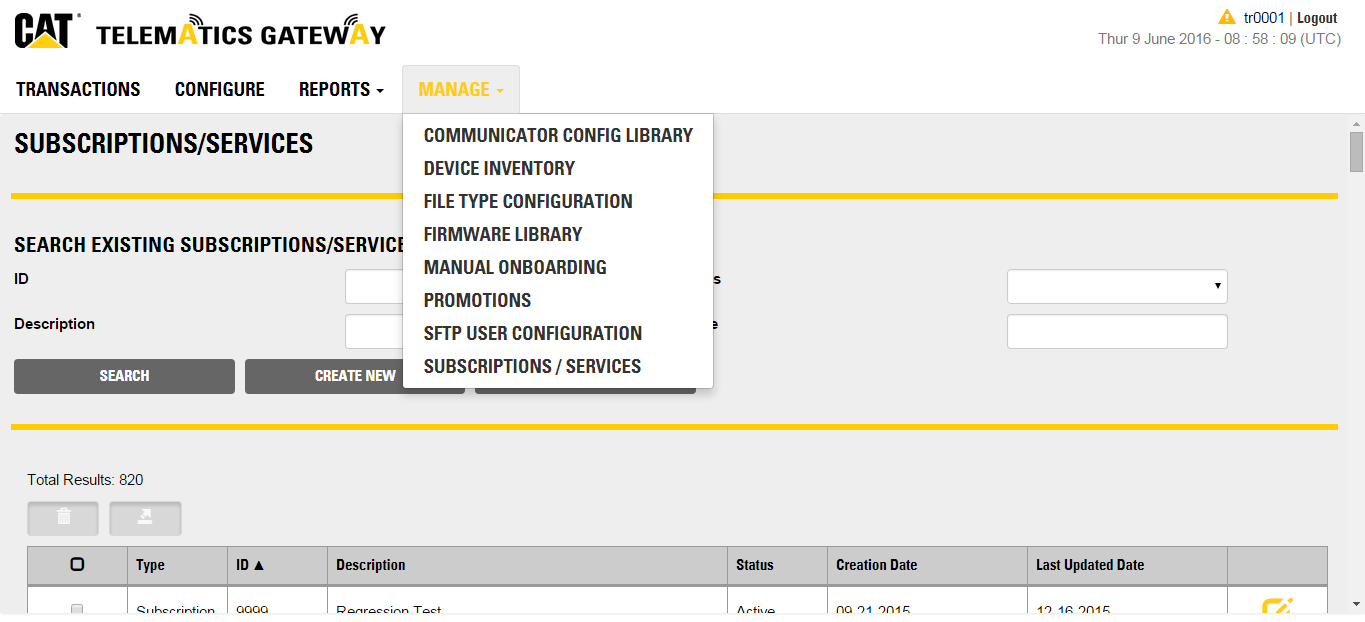 CAT TELEMATICS GATEWAY
tr0001 | Logout
Thur 9 June 2016 - 08 : 58 : 09 (UTC)
TRANSACTIONS CONFIGURE REPORTS MANAGE
SUBSCRIPTIONS/SERVICES
COMMUNICATOR CONFIG LIBRARY
DEVICE INVENTORY
FILE TYPE CONFIGURATION
FIRMWARE LIBRARY
MANUAL ONBOARDING
PROMOTIONS
SFTP USER CONFIGURATION
SUBSCRIPTIONS / SERVICES
SEARCH EXISTING SUBSCRIPTIONS/SERVICE
ID s
Description e
SEARCH CREATE NEW
Total Results: 820
Type ID ▲ Description Status Creation Date Last Updated Date
Subscription 9999 Regression Test Active 09.21.2015 12.16.2015